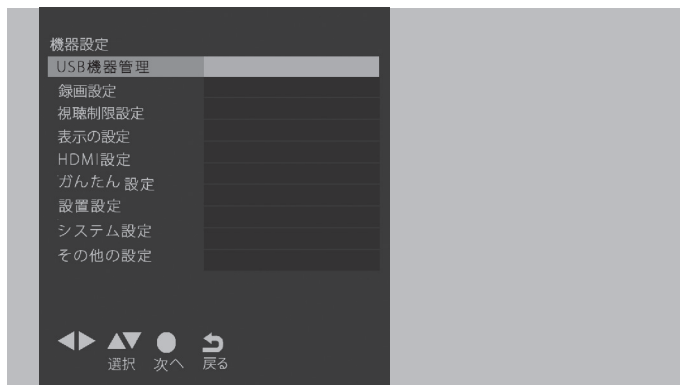 機器設定
USB機器管理
録画設定
視聴制限設定
表示の設定
HDMI設定
ガんたん 設定
設置設定
システム設定
その他の設定
選択 次へ 戻る